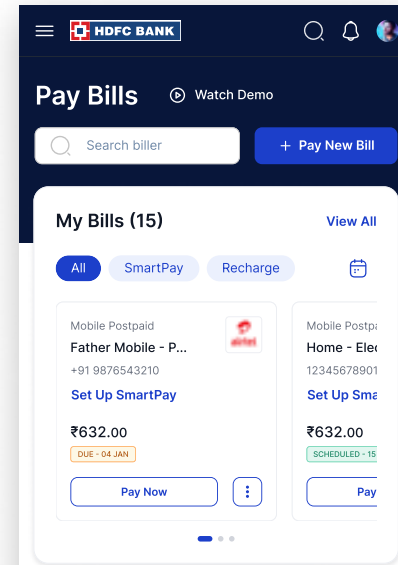 HDFC BANK
Pay Bills
Watch Demo
Search biller
+ Pay New Bill
My Bills (15)
View All
All
SmartPay
Recharge
Mobile Postpaid
airtel
Father Mobile - P...
+91 9876543210
Set Up SmartPay
₹632.00
DUE - 04 JAN
Pay Now
Mobile Postpa
Home - Elec
12345678901
Set Up Sma
₹632.00
SCHEDULED - 15
Pay